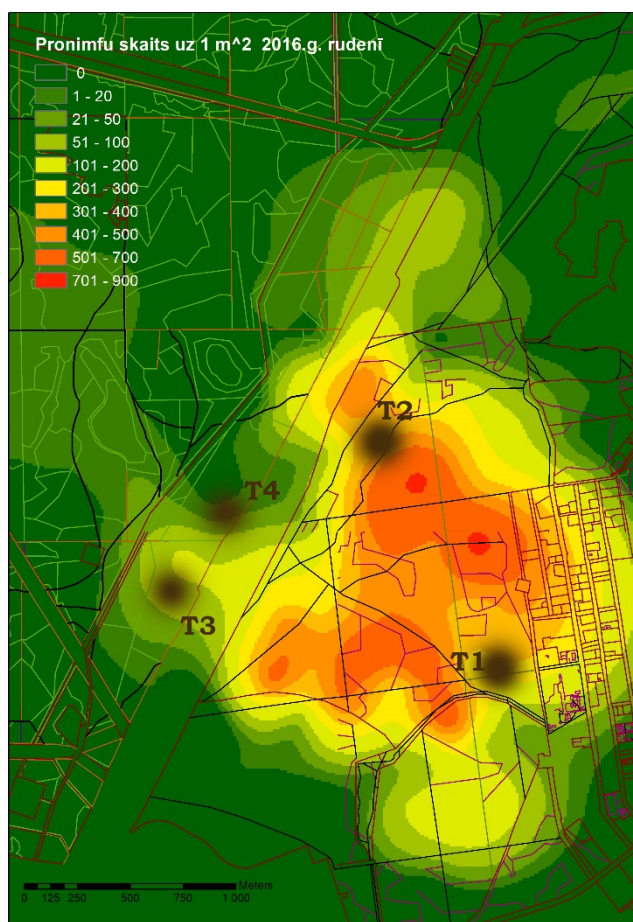 Pronimfu skaits uz 1 m^2 2016.g. rudenī
0
1 - 20
21 - 50
51 - 100
101 - 200
201 - 300
301 - 400
401 - 500
501 - 700
701 - 900
T2
T4
T3
T1
Meters
0 125 250 500 750 1 000